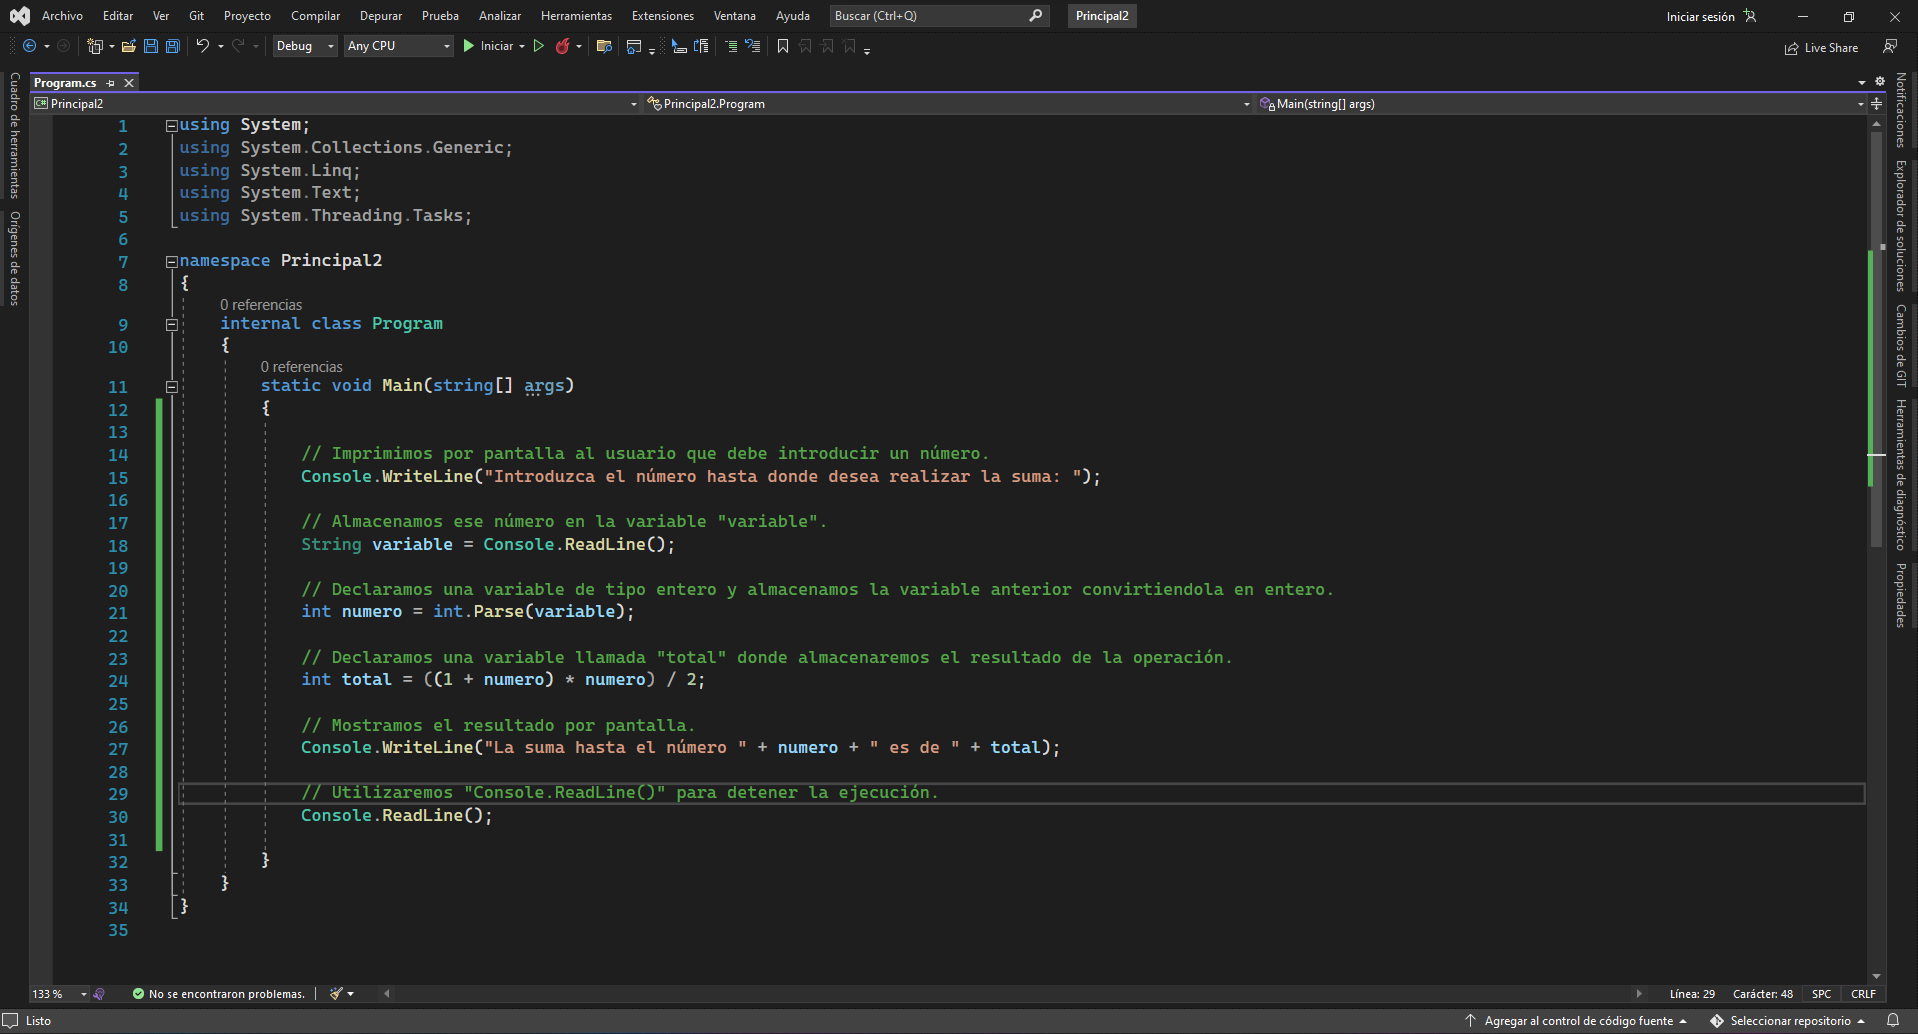 Archivo Editar Ver Git Proyecto Compilar Depurar Prueba Analizar Herramientas Extensiones Ventana Ayuda Buscar (Ctrl+Q) Principal2 Iniciar sesión
Debug Any CPU Iniciar Live Share
Program.cs
C# Principal2 Principal2.Program Main(string[] args)
Cuadro de herramientas
Orígenes de datos
1 using System;
2 using System.Collections.Generic;
3 using System.Linq;
4 using System.Text;
5 using System.Threading.Tasks;
6
7 namespace Principal2
8 {
0 referencias
9 internal class Program
10 {
0 referencias
11 static void Main(string[] args)
12 {
13
14 // Imprimimos por pantalla al usuario que debe introducir un número.
15 Console.WriteLine("Introduzca el número hasta donde desea realizar la suma: ");
16
17 // Almacenamos ese número en la variable "variable".
18 String variable = Console.ReadLine();
19
20 // Declaramos una variable de tipo entero y almacenamos la variable anterior convirtiendola en entero.
21 int numero = int.Parse(variable);
22
23 // Declaramos una variable llamada "total" donde almacenaremos el resultado de la operación.
24 int total = ((1 + numero) * numero) / 2;
25
26 // Mostramos el resultado por pantalla.
27 Console.WriteLine("La suma hasta el número " + numero + " es de " + total);
28
29 // Utilizaremos "Console.ReadLine()" para detener la ejecución.
30 Console.ReadLine();
31
32 }
33 }
34 }
35
Notificaciones
Explorador de soluciones
Cambios de GIT
Herramientas de diagnóstico
Propiedades
133 % No se encontraron problemas. Línea: 29 Carácter: 48 SPC CRLF
Listo Agregar al control de código fuente Seleccionar repositorio